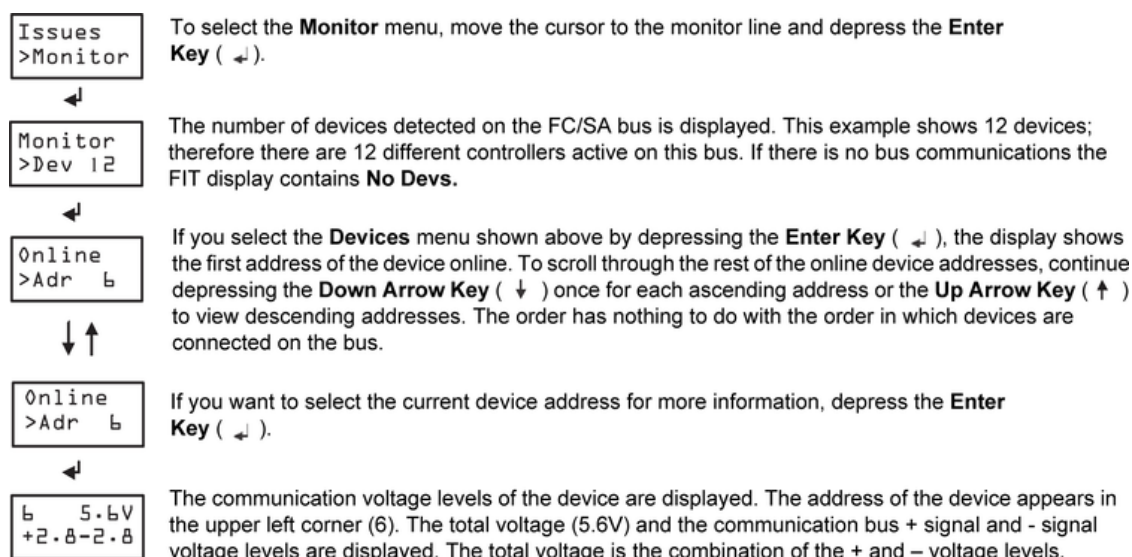 Issues
>Monitor
To select the Monitor menu, move the cursor to the monitor line and depress the Enter
Key ( ↲ ).
Monitor
>Dev 12
The number of devices detected on the FC/SA bus is displayed. This example shows 12 devices;
therefore there are 12 different controllers active on this bus. If there is no bus communications the
FIT display contains No Devs.
Online
>Adr 6
If you select the Devices menu shown above by depressing the Enter Key ( ↲ ), the display shows
the first address of the device online. To scroll through the rest of the online device addresses, continue
depressing the Down Arrow Key ( ↓ ) once for each ascending address or the Up Arrow Key ( ↑ )
to view descending addresses. The order has nothing to do with the order in which devices are
connected on the bus.
Online
>Adr 6
If you want to select the current device address for more information, depress the Enter
Key ( ↲ ).
6 5.6V
+2.8-2.8
The communication voltage levels of the device are displayed. The address of the device appears in
the upper left corner (6). The total voltage (5.6V) and the communication bus + signal and - signal
voltage levels are displayed. The total voltage is the combination of the + and – voltage levels.